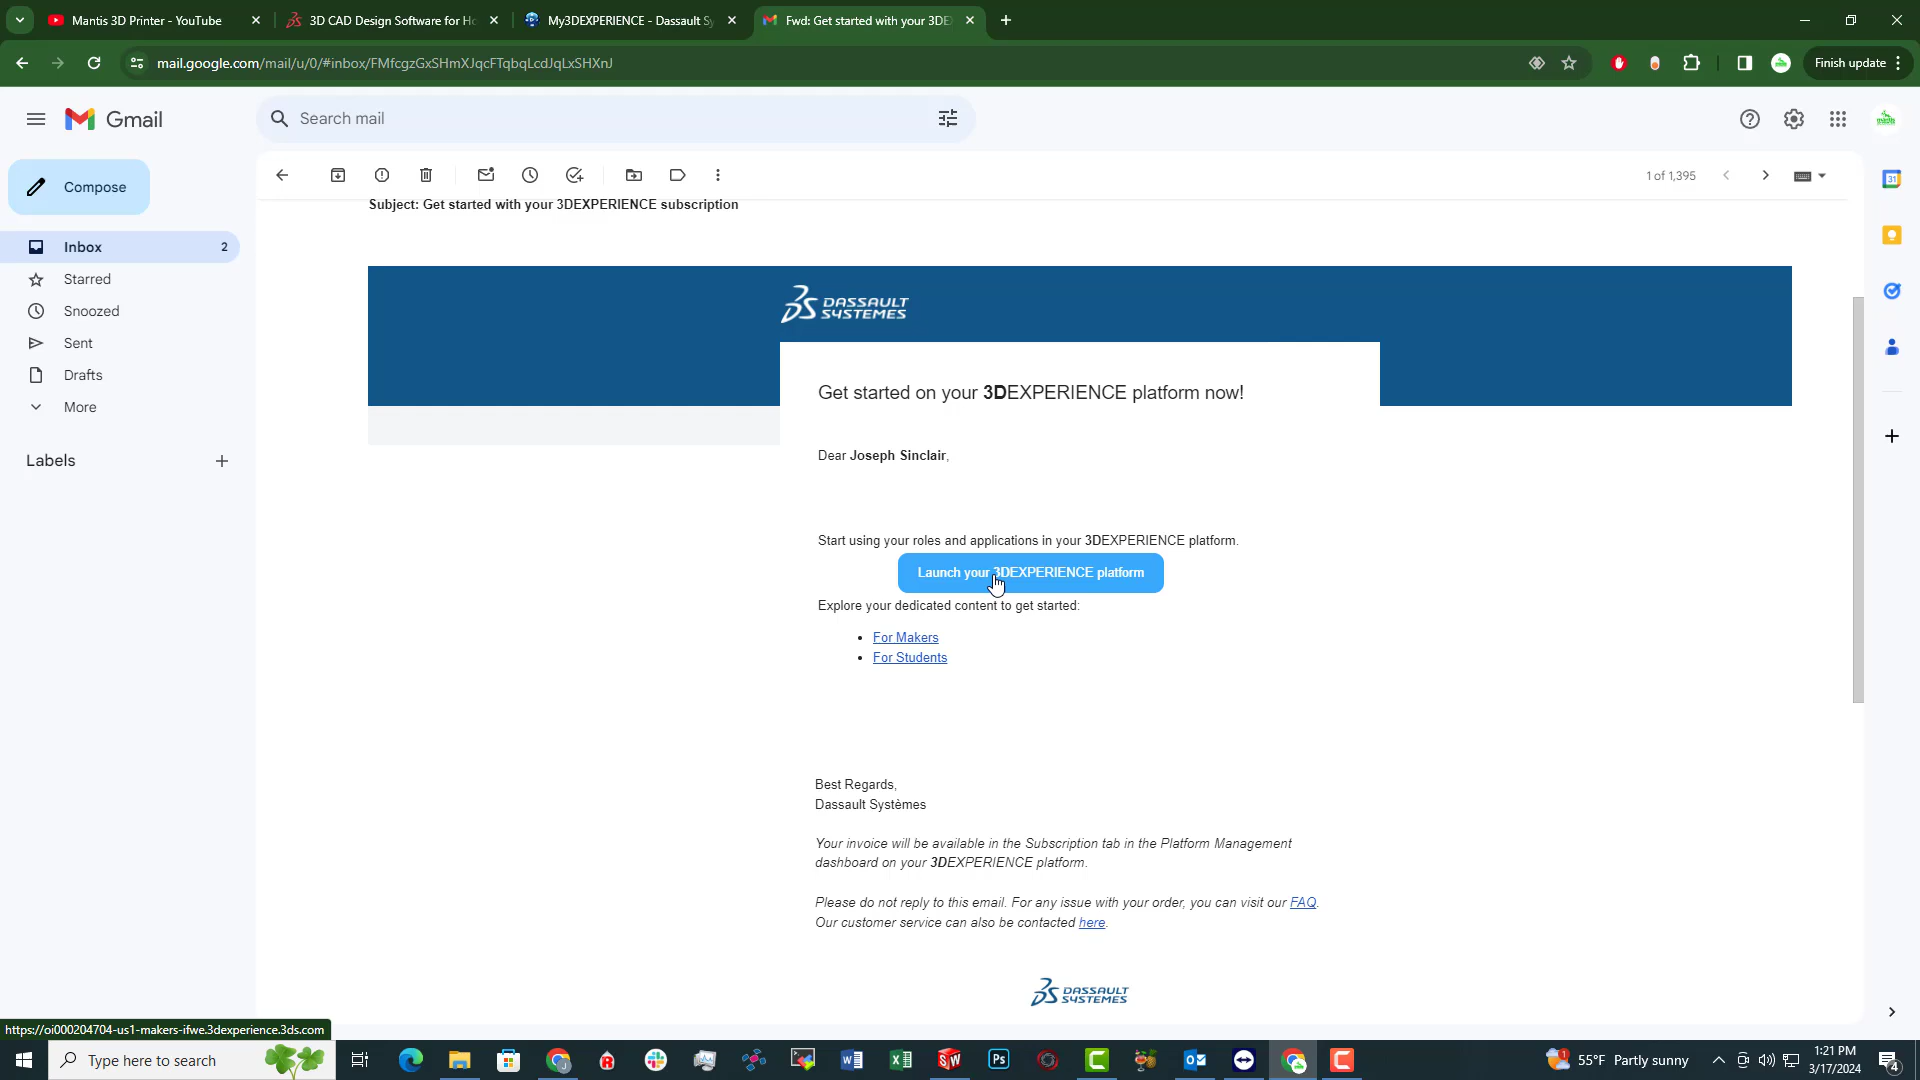 Mantis 3D Printer - YouTube
3D CAD Design Software for Ho
My3DEXPERIENCE - Dassault Sy
Fwd: Get started with your 3DE
mail.google.com/mail/u/0/#inbox/FMfcgzGxSHmXJqcFTqbqLcdJqLxSHXnJ
Finish update
Gmail
Search mail
Compose
1 of 1,395
Inbox 2
Starred
Snoozed
Sent
Drafts
More
Labels
Subject: Get started with your 3DEXPERIENCE subscription
DASSAULT
SYSTEMES
Get started on your 3DEXPERIENCE platform now!
Dear Joseph Sinclair,
Start using your roles and applications in your 3DEXPERIENCE platform.
Launch your 3DEXPERIENCE platform
Explore your dedicated content to get started:
• For Makers
• For Students
Best Regards,
Dassault Systèmes
Your invoice will be available in the Subscription tab in the Platform Management
dashboard on your 3DEXPERIENCE platform.
Please do not reply to this email. For any issue with your order, you can visit our FAQ.
Our customer service can also be contacted here.
DASSAULT
SYSTEMES
31
https://oi000204704-us1-makers-ifwe.3dexperience.3ds.com
Type here to search
J
SW
Ps
1
55°F Partly sunny
1:21 PM
3/17/2024
4